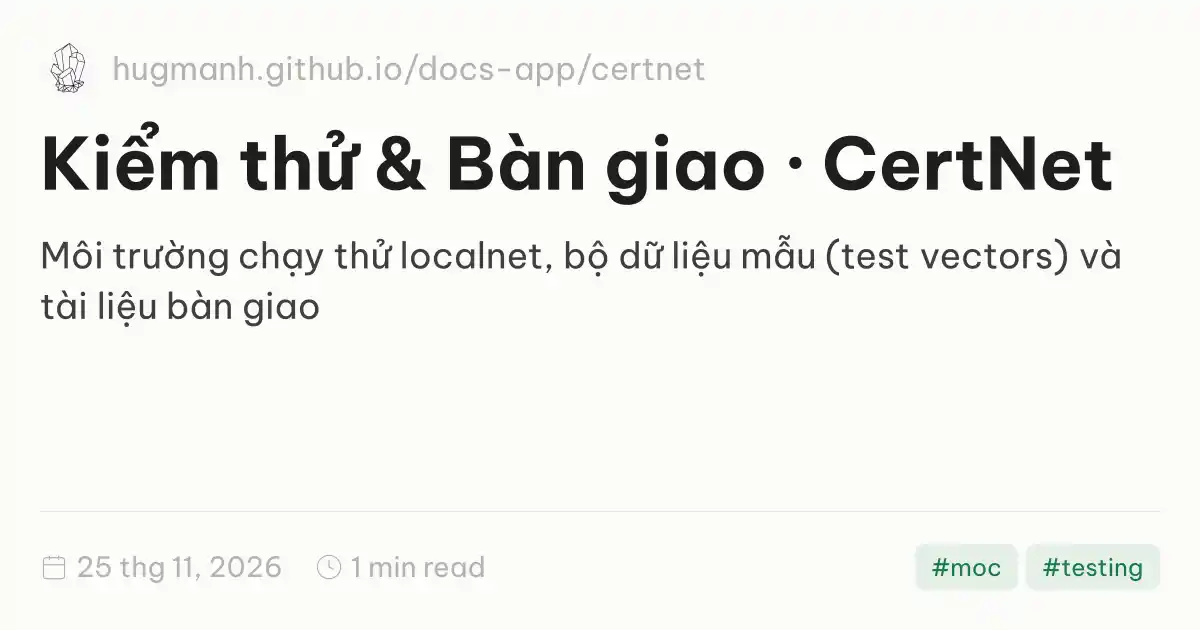 hugmanh.github.io/docs-app/certnet
Kiểm thử & Bàn giao · CertNet
Môi trường chạy thử localnet, bộ dữ liệu mẫu (test vectors) và
tài liệu bàn giao
25 thg 11, 2026 1 min read #moc #testing